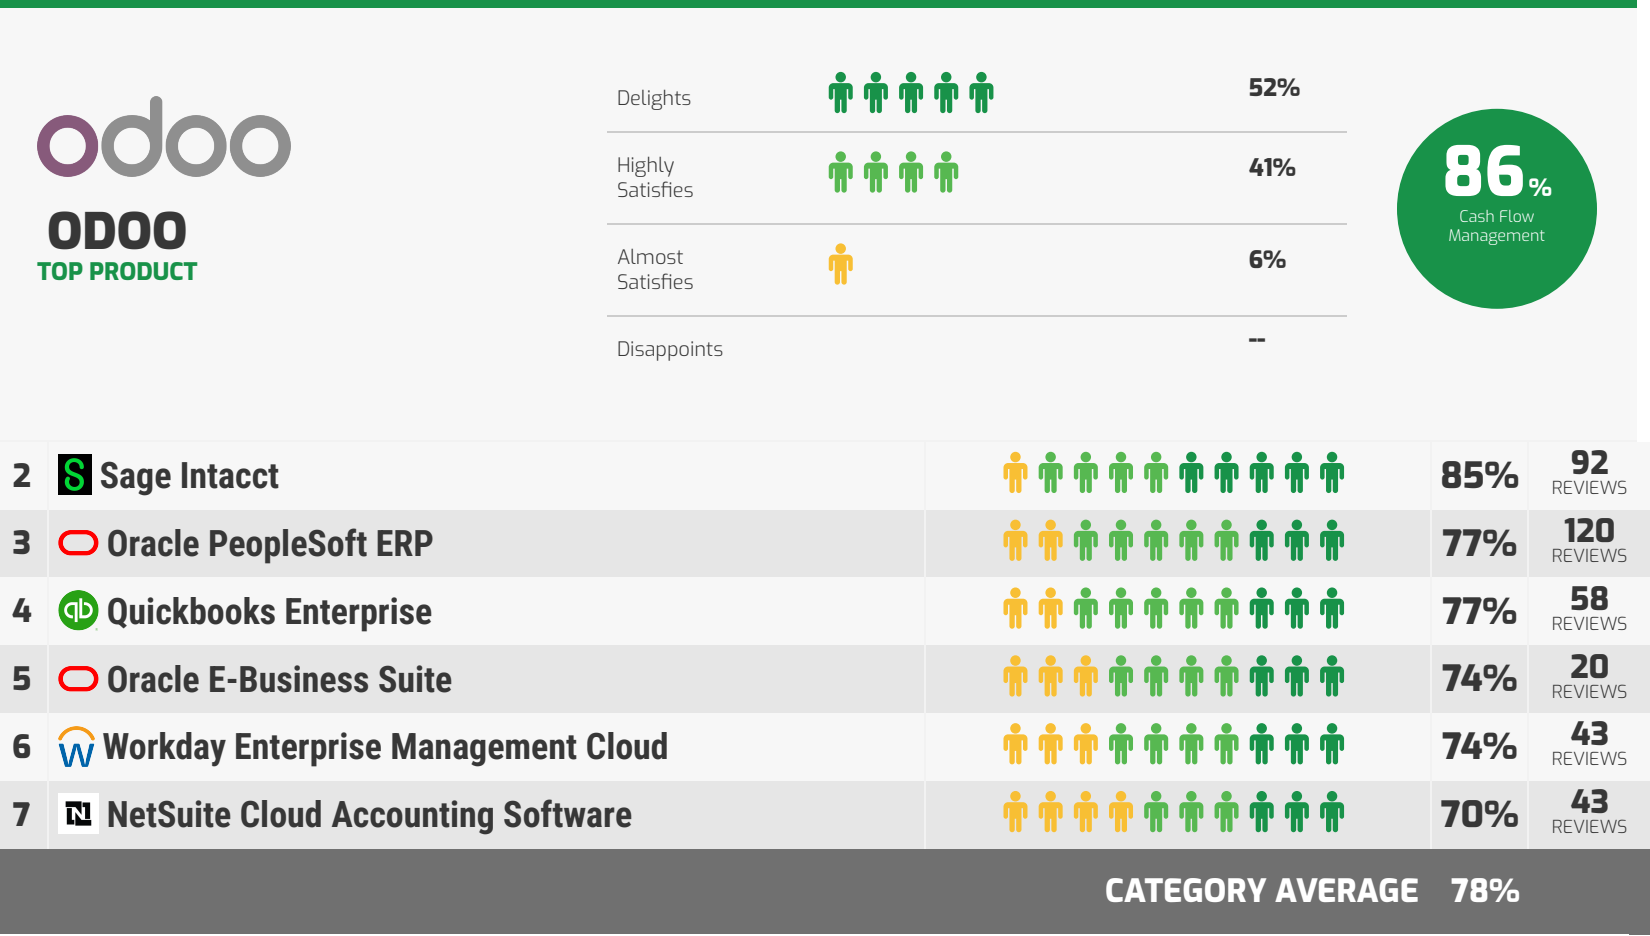 odoo
ODOO
TOP PRODUCT
Delights 52%
Highly
Satisfies 41%
Almost
Satisfies 6%
Disappoints --
86%
Cash Flow
Management
2 Sage Intacct 85% 92 REVIEWS
3 Oracle PeopleSoft ERP 77% 120 REVIEWS
4 qb Quickbooks Enterprise 77% 58 REVIEWS
5 Oracle E-Business Suite 74% 20 REVIEWS
6 W Workday Enterprise Management Cloud 74% 43 REVIEWS
7 N NetSuite Cloud Accounting Software 70% 43 REVIEWS
CATEGORY AVERAGE 78%